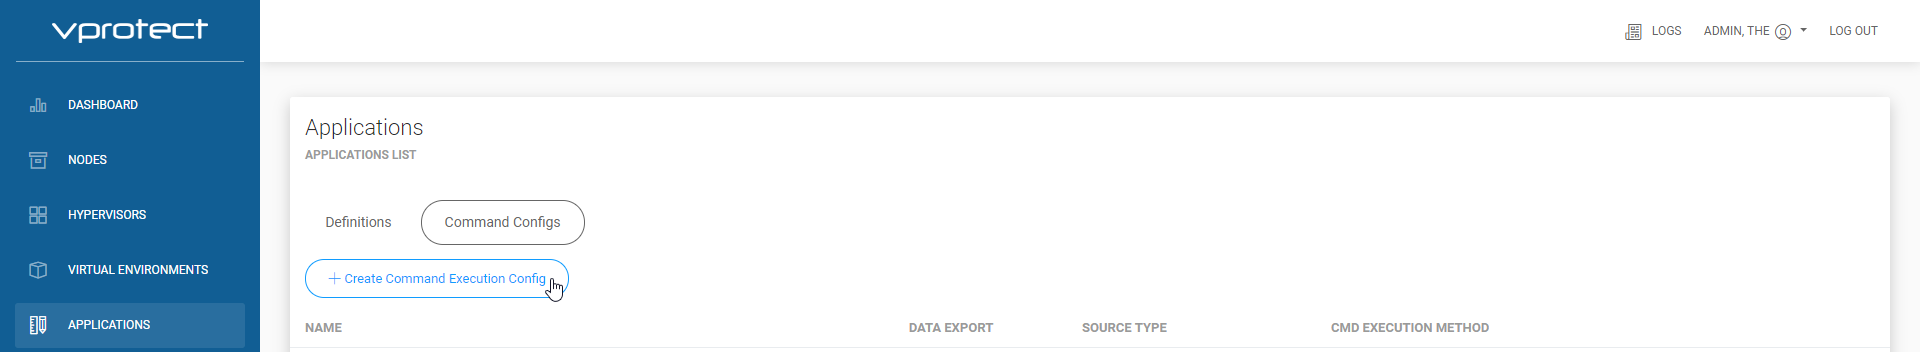 vprotect
LOGS
ADMIN, THE
LOG OUT
DASHBOARD
NODES
HYPERVISORS
VIRTUAL ENVIRONMENTS
APPLICATIONS
Applications
APPLICATIONS LIST
Definitions
Command Configs
+ Create Command Execution Config
NAME
DATA EXPORT
SOURCE TYPE
CMD EXECUTION METHOD